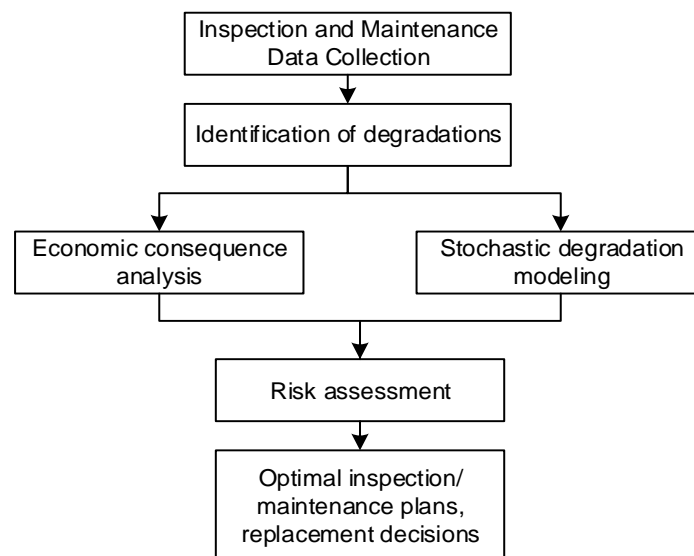 Inspection and Maintenance
Data Collection
Identification of degradations
Economic consequence
analysis
Stochastic degradation
modeling
Risk assessment
Optimal inspection/
maintenance plans,
replacement decisions